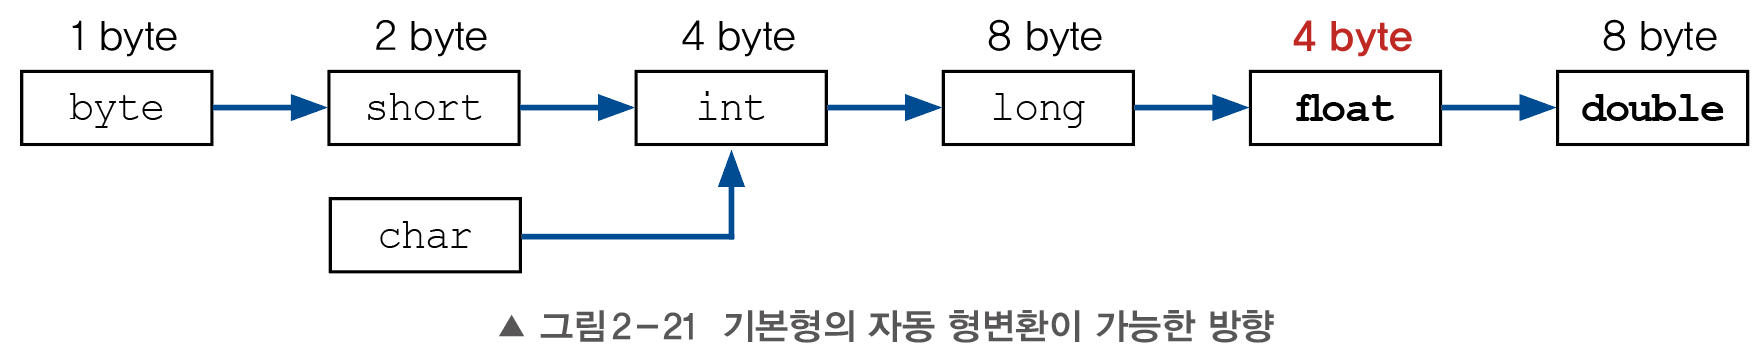 1 byte 2 byte 4 byte 8 byte 4 byte 8 byte
byte short int long float double
char
▲ 그림2-21 기본형의 자동 형변환이 가능한 방향